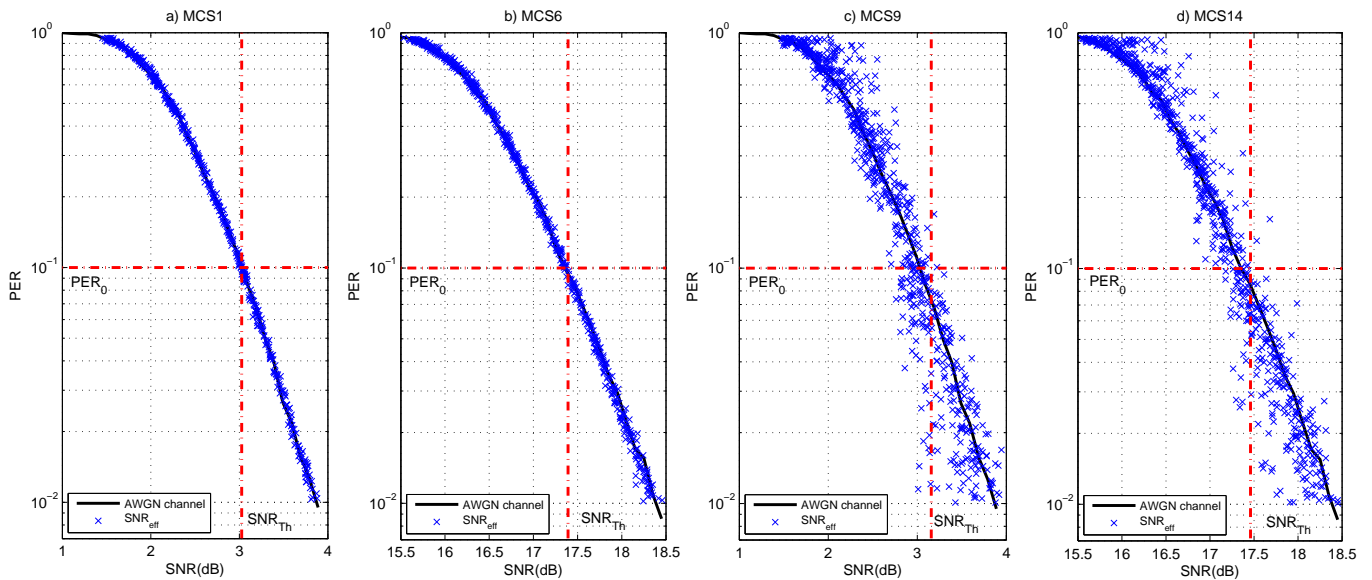 a) MCS1
PER
10^0
10^-1
10^-2
PER_0
AWGN channel
SNR_eff
SNR_Th
1 2 3 4
SNR(dB)
b) MCS6
PER
10^0
10^-1
10^-2
PER_0
AWGN channel
SNR_eff
SNR_Th
15.5 16 16.5 17 17.5 18 18.5
SNR(dB)
c) MCS9
PER
10^0
10^-1
10^-2
PER_0
AWGN channel
SNR_eff
SNR_Th
1 2 3 4
SNR(dB)
d) MCS14
PER
10^0
10^-1
10^-2
PER_0
AWGN channel
SNR_eff
SNR_Th
15.5 16 16.5 17 17.5 18 18.5
SNR(dB)